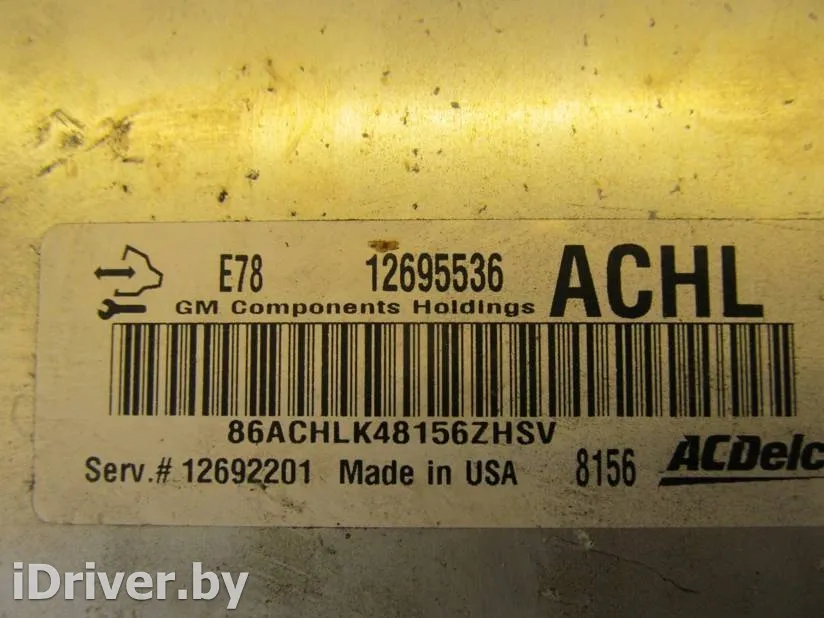 E78 12695536 ACHL
GM Components Holdings
86ACHLK48156ZHSV
Serv.# 12692201 Made in USA 8156 ACDelc
iDriver.by